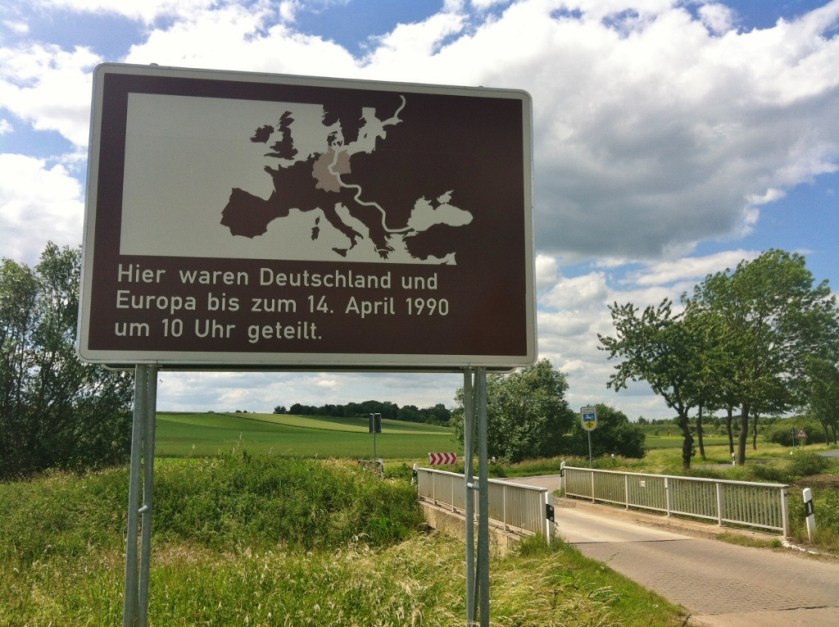 Hier waren Deutschland und
Europa bis zum 14. April 1990
um 10 Uhr geteilt.